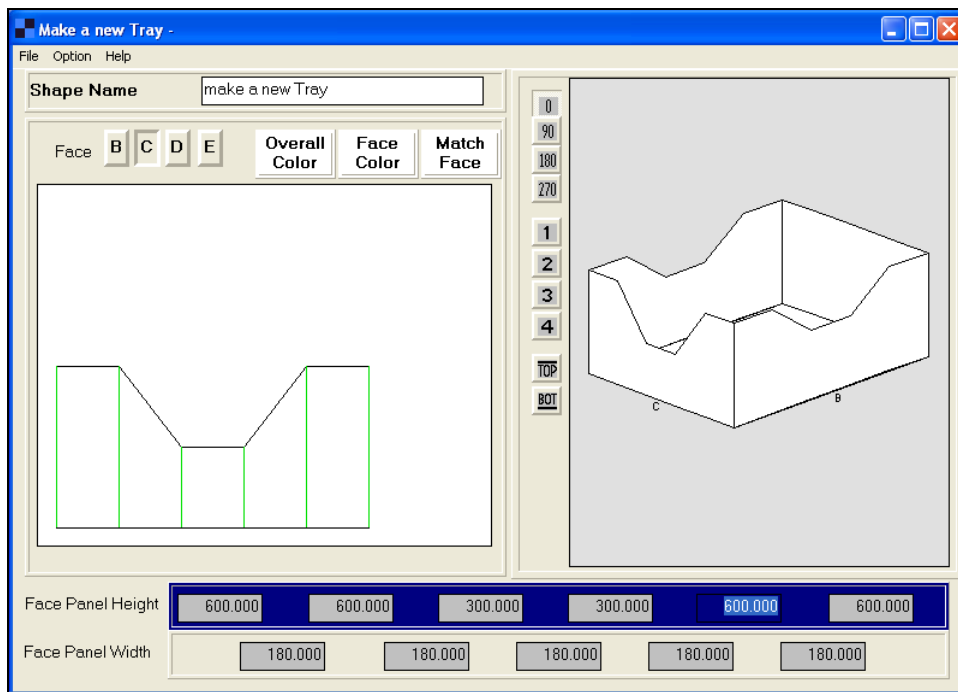 Make a new Tray -
File Option Help
Shape Name make a new Tray
Face B C D E Overall Color Face Color Match Face
0
90
180
270
1
2
3
4
TOP
BOT
C B
Face Panel Height 600.000 600.000 300.000 300.000 600.000 600.000
Face Panel Width 180.000 180.000 180.000 180.000 180.000